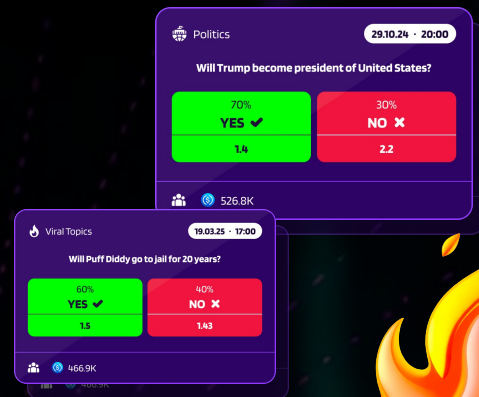 Politics
29.10.24 · 20:00
Will Trump become president of United States?
70%
YES ✔
1.4
30%
NO ✖
2.2
526.8K
Viral Topics
19.03.25 · 17:00
Will Puff Diddy go to jail for 20 years?
60%
YES ✔
1.5
40%
NO ✖
1.43
466.9K
466.9K